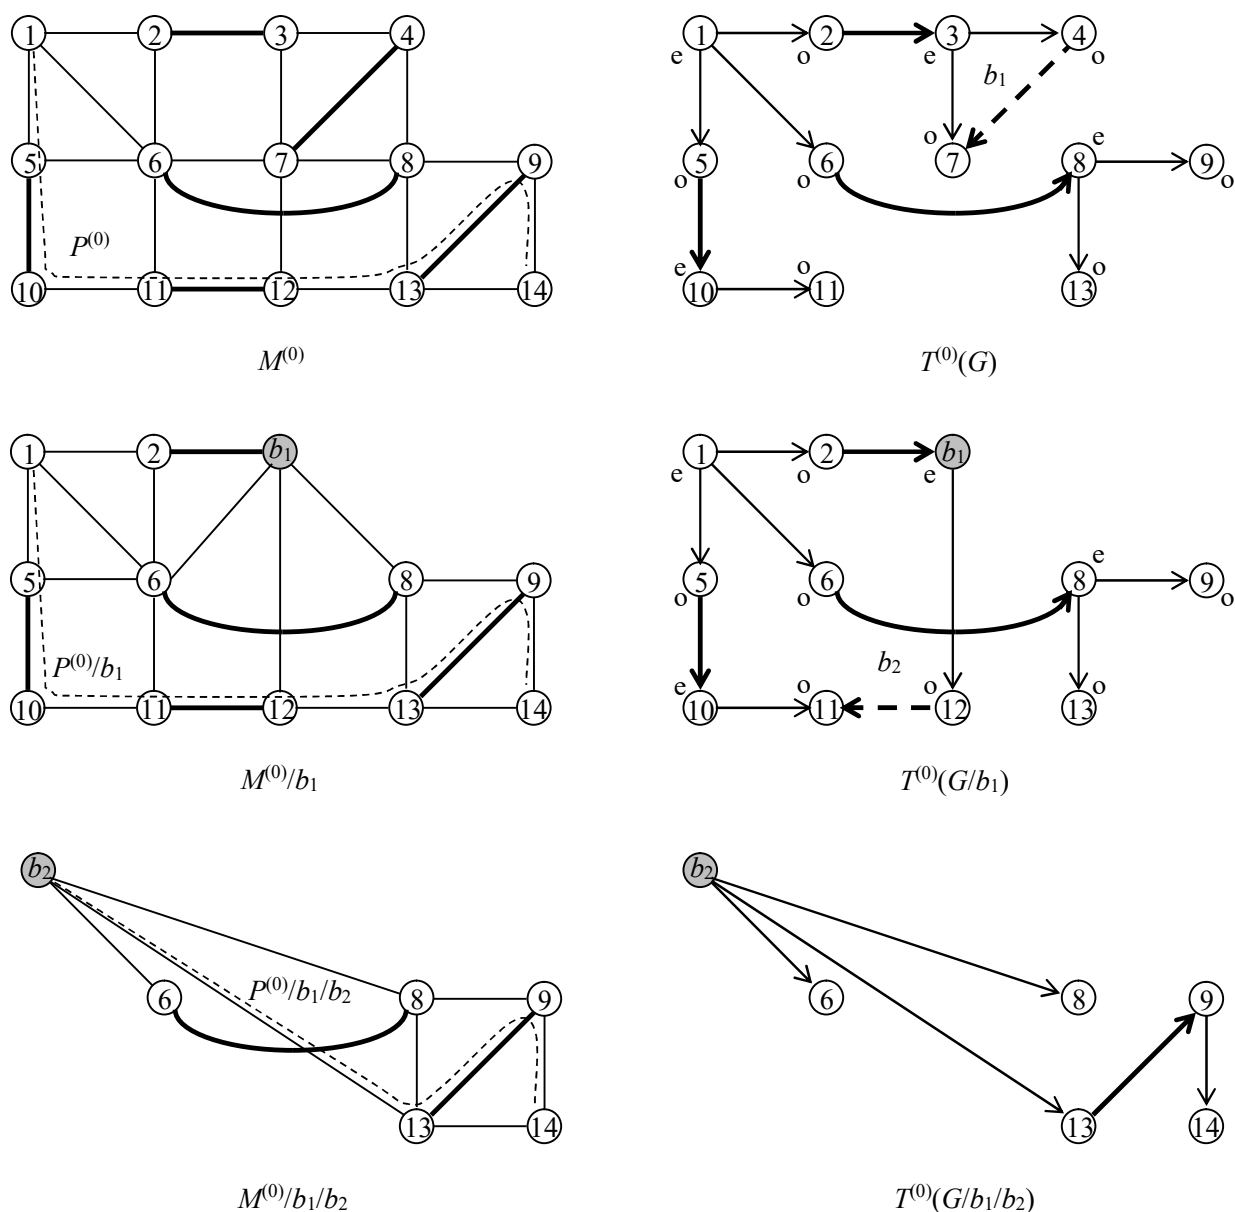 1 2 3 4 1 2 3 4
e o e o
b₁
5 6 7 8 9 5 6 7 8 9
o o o e o
P⁽⁰⁾
e o o
10 11 12 13 14 10 11 13
M⁽⁰⁾ T⁽⁰⁾(G)
1 2 b₁ 1 2 b₁
e o e
5 6 8 9 5 6 8 9
o o e o
P⁽⁰⁾/b₁ b₂
e o o o
10 11 12 13 14 10 11 12 13
M⁽⁰⁾/b₁ T⁽⁰⁾(G/b₁)
b₂ b₂
P⁽⁰⁾/b₁/b₂
6 8 9 6 8 9
13 14 13 14
M⁽⁰⁾/b₁/b₂ T⁽⁰⁾(G/b₁/b₂)